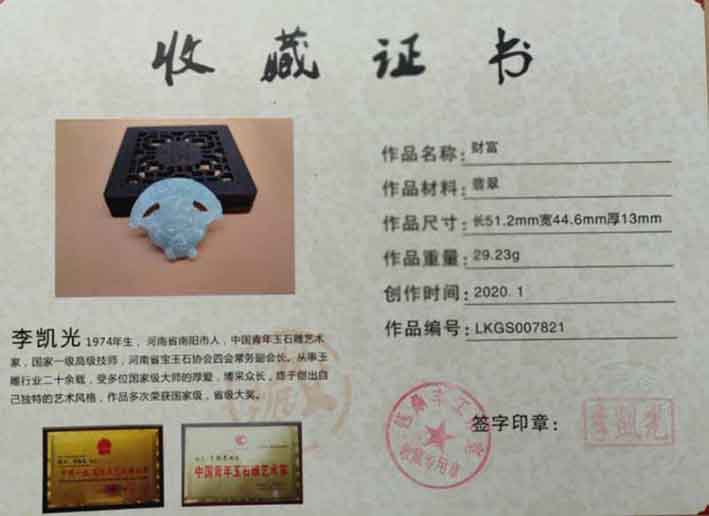 收藏证书
作品名称：财富
作品材料：翡翠
作品尺寸：长51.2mm宽44.6mm厚13mm
作品重量：29.23g
创作时间：2020.1
作品编号：LKGS007821
李凯光 1974年生，河南省南阳市人，中国青年玉石雕艺术
家，国家一级高级技师，河南省宝玉石协会四会常务副会长。从事玉
雕行业二十余载，受多位国家级大师的厚爱，博采众长，终于创出自
己独特的艺术风格，作品多次荣获国家级，省级大奖。
中国青年玉石雕艺术家
收藏专用章
签字印章：
李凯光